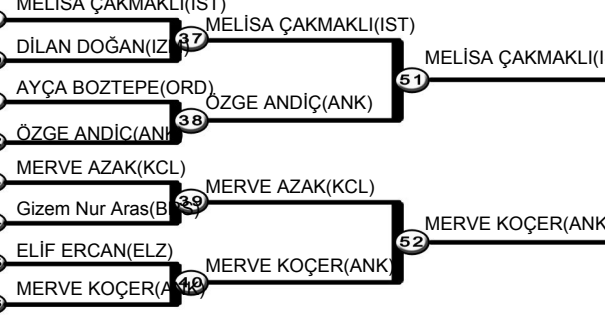 MELİSA ÇAKMAKLI(IST)
DİLAN DOĞAN(IZM)
37
MELİSA ÇAKMAKLI(IST)
AYÇA BOZTEPE(ORD)
ÖZGE ANDİÇ(ANK
38
ÖZGE ANDİÇ(ANK)
51
MELİSA ÇAKMAKLI(I
MERVE AZAK(KCL)
Gizem Nur Aras(
39
MERVE AZAK(KCL)
ELİF ERCAN(ELZ)
MERVE KOÇER(ANK)
40
MERVE KOÇER(ANK)
52
MERVE KOÇER(ANK